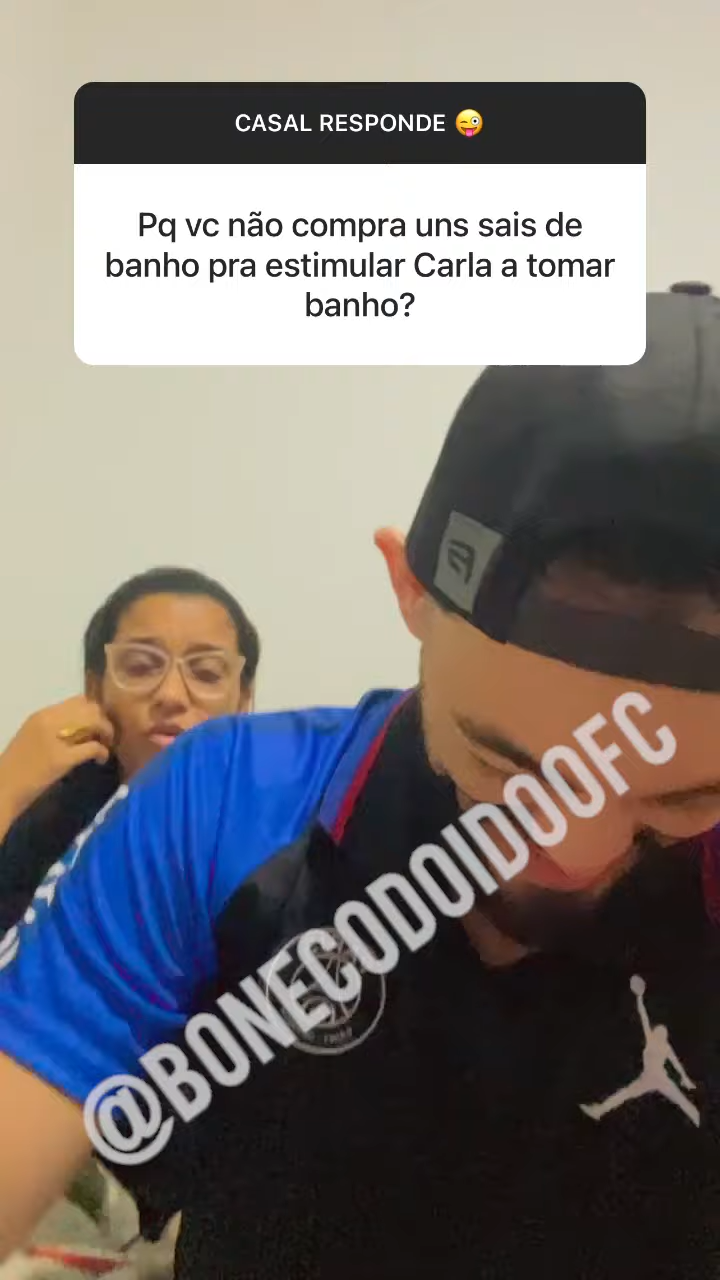 CASAL RESPONDE 😜
Pq vc não compra uns sais de
banho pra estimular Carla a tomar
banho?
@BONECODOIDOOFC